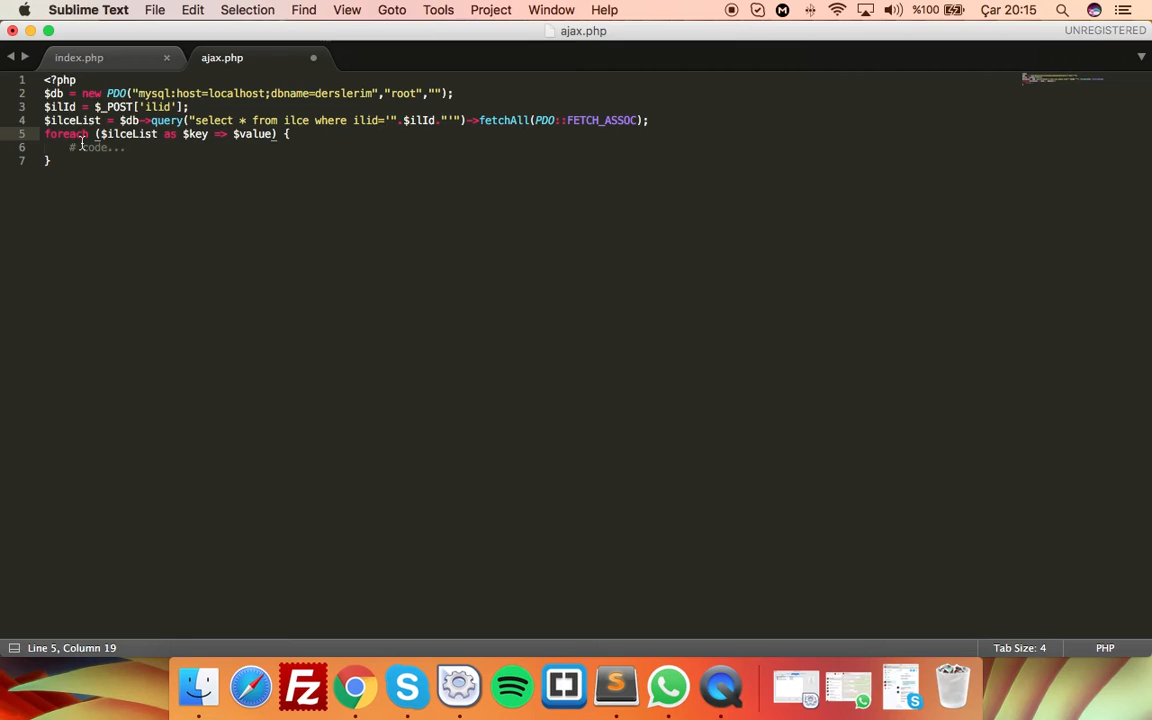 Sublime Text File Edit Selection Find View Goto Tools Project Window Help %100 Çar 20:15
ajax.php UNREGISTERED
index.php × ajax.php
1 <?php
2 $db = new PDO("mysql:host=localhost;dbname=derslerim","root","");
3 $ilId = $_POST['ilid'];
4 $ilceList = $db->query("select * from ilce where ilid='".$ilId."'")->fetchAll(PDO::FETCH_ASSOC);
5 foreach ($ilceList as $key => $value) {
6 # code...
7 }
Line 5, Column 19 Tab Size: 4 PHP